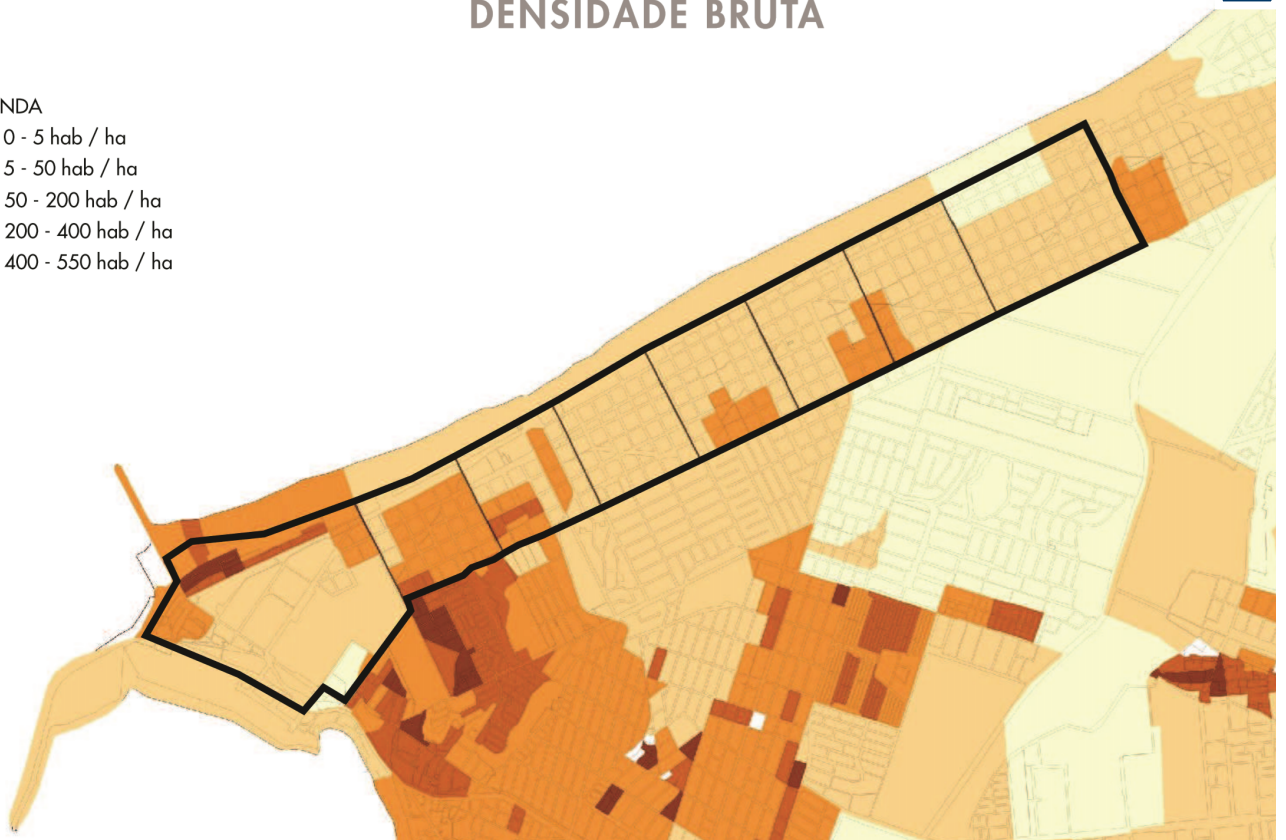 DENSIDADE BRUTA
NDA
0 - 5 hab / ha
5 - 50 hab / ha
50 - 200 hab / ha
200 - 400 hab / ha
400 - 550 hab / ha